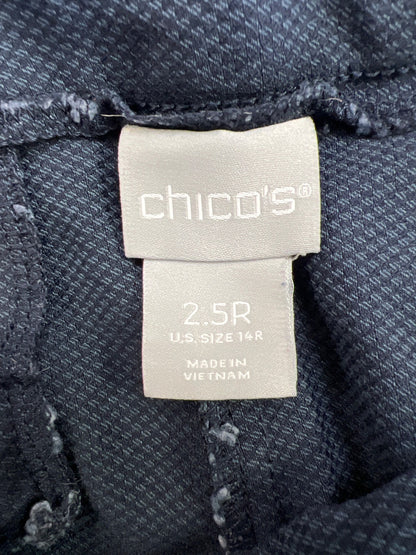 chico's®
2.5R
U.S. SIZE 14R
MADE IN
VIETNAM